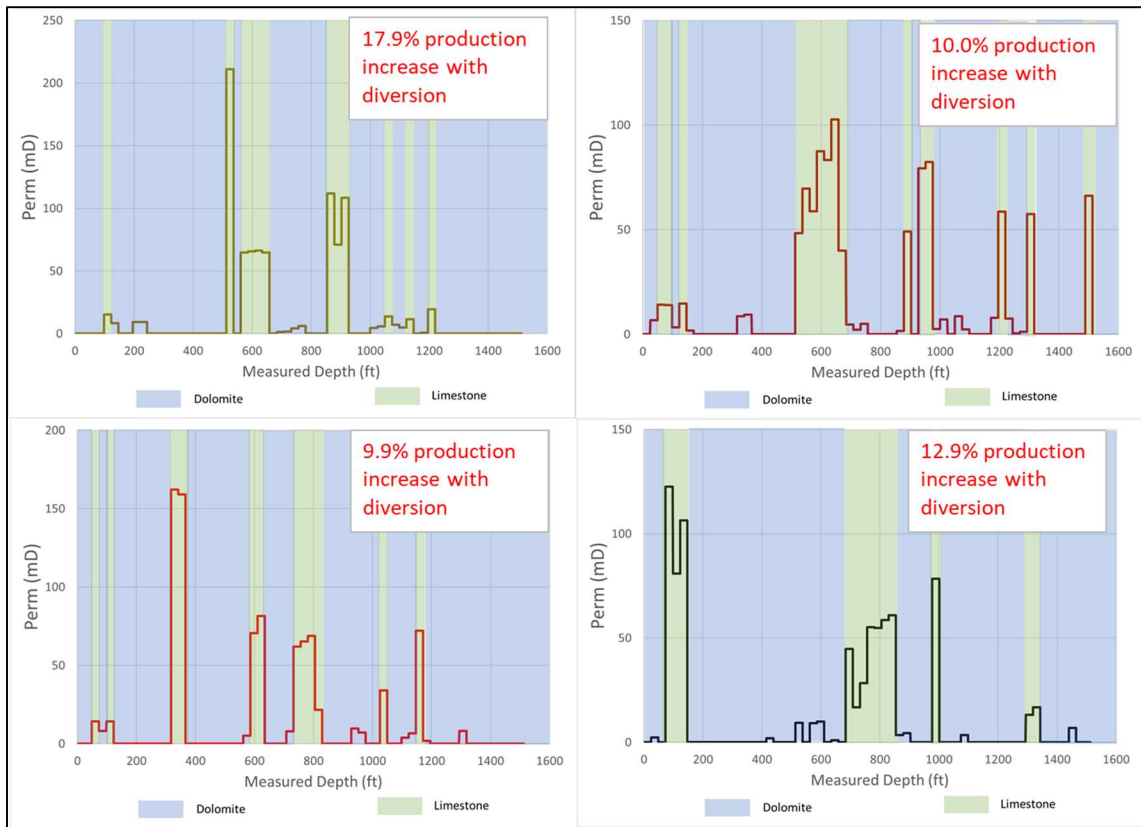 17.9% production
increase with
diversion
Perm (mD)
250
200
150
100
50
0
0 200 400 600 800 1000 1200 1400 1600
Measured Depth (ft)
Dolomite Limestone
10.0% production
increase with
diversion
Perm (mD)
150
100
50
0
0 200 400 600 800 1000 1200 1400 1600
Measured Depth (ft)
Dolomite Limestone
9.9% production
increase with
diversion
Perm (mD)
200
150
100
50
0
0 200 400 600 800 1000 1200 1400 1600
Measured Depth (ft)
Dolomite Limestone
12.9% production
increase with
diversion
Perm (mD)
150
100
50
0
0 200 400 600 800 1000 1200 1400 1600
Measured Depth (ft)
Dolomite Limestone